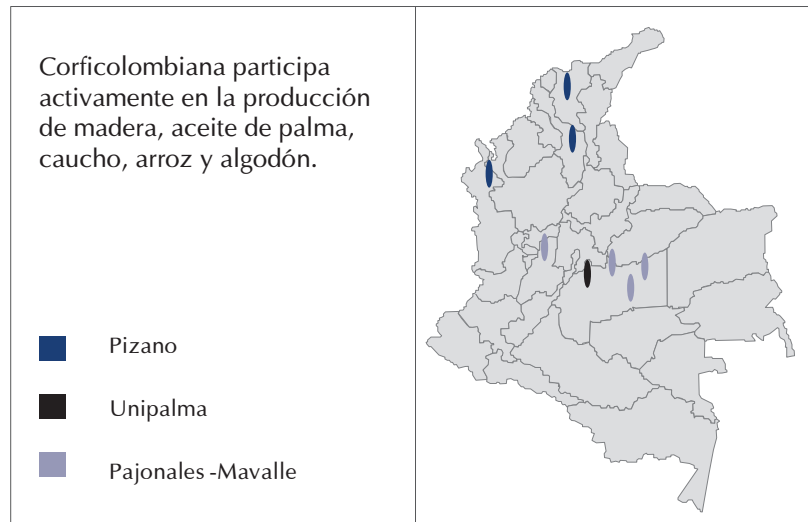 Corficolombiana participa
activamente en la producción
de madera, aceite de palma,
caucho, arroz y algodón.
Pizano
Unipalma
Pajonales -Mavalle